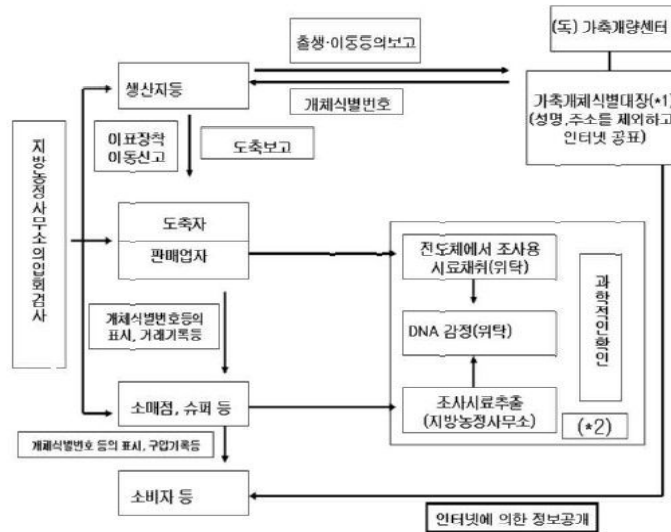 (독) 가축개량센터
출생·이동등의보고
생산지등
개체식별번호
가축개체식별대장(*1)
(성명,주소를 제외하고
인터넷 공표)
지방농정사무소의입회검사
이표장착
이동신고
도축보고
도축자
판매업자
전도체에서 조사용
시료채취(위탁)
과학적인확인
개체식별번호등의
표시, 거래기록등
DNA 감정(위탁)
소매점, 슈퍼 등
조사시료추출
(지방농정사무소)
(*2)
개체식별번호 등의 표시, 구입기록등
소비자 등
인터넷에 의한 정보공개